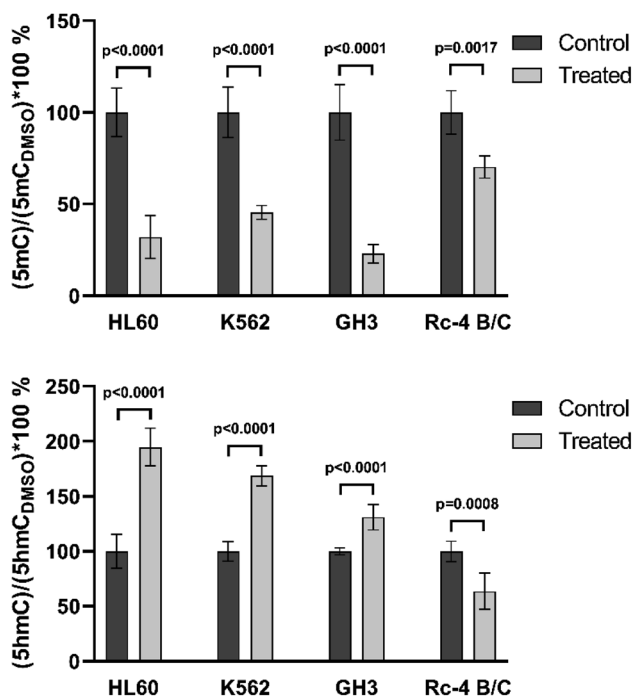 (5mC)/(5mC_DMSO)*100 %
150
100
50
0
p<0.0001
p<0.0001
p<0.0001
p=0.0017
Control
Treated
HL60
K562
GH3
Rc-4 B/C
(5hmC)/(5hmC_DMSO)*100 %
250
200
150
100
50
0
p<0.0001
p<0.0001
p<0.0001
p=0.0008
Control
Treated
HL60
K562
GH3
Rc-4 B/C